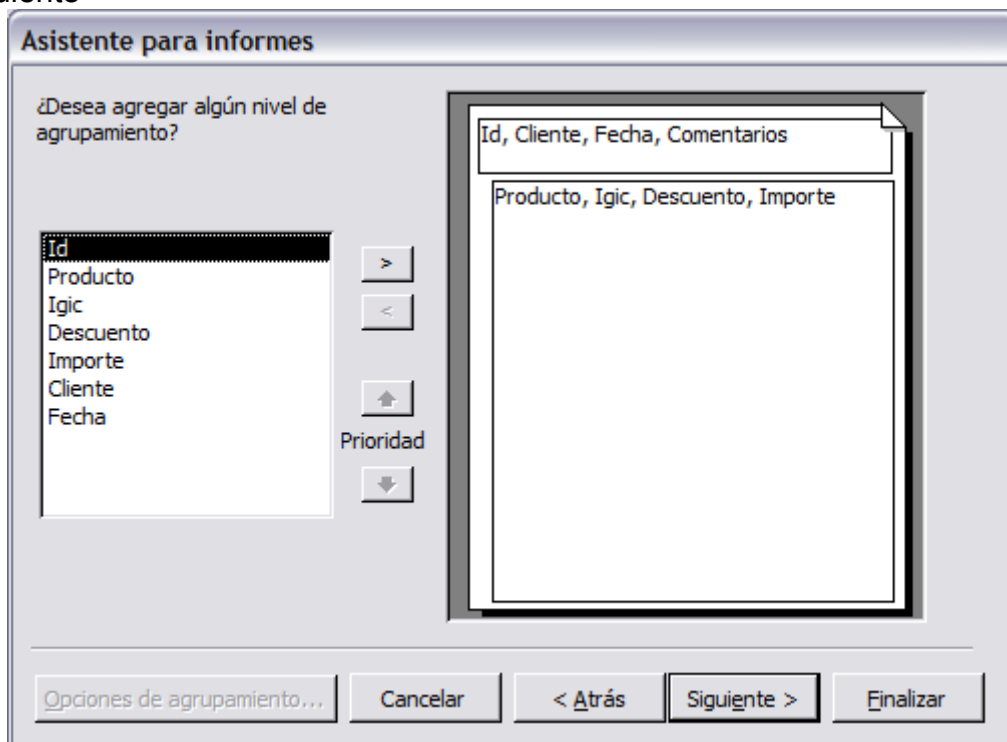 Asistente para informes
¿Desea agregar algún nivel de
agrupamiento?
Id, Cliente, Fecha, Comentarios
Producto, Igic, Descuento, Importe
Id
Producto
Igic
Descuento
Importe
Cliente
Fecha
>
<
Prioridad
Opciones de agrupamiento...
Cancelar
< Atrás
Siguiente >
Finalizar